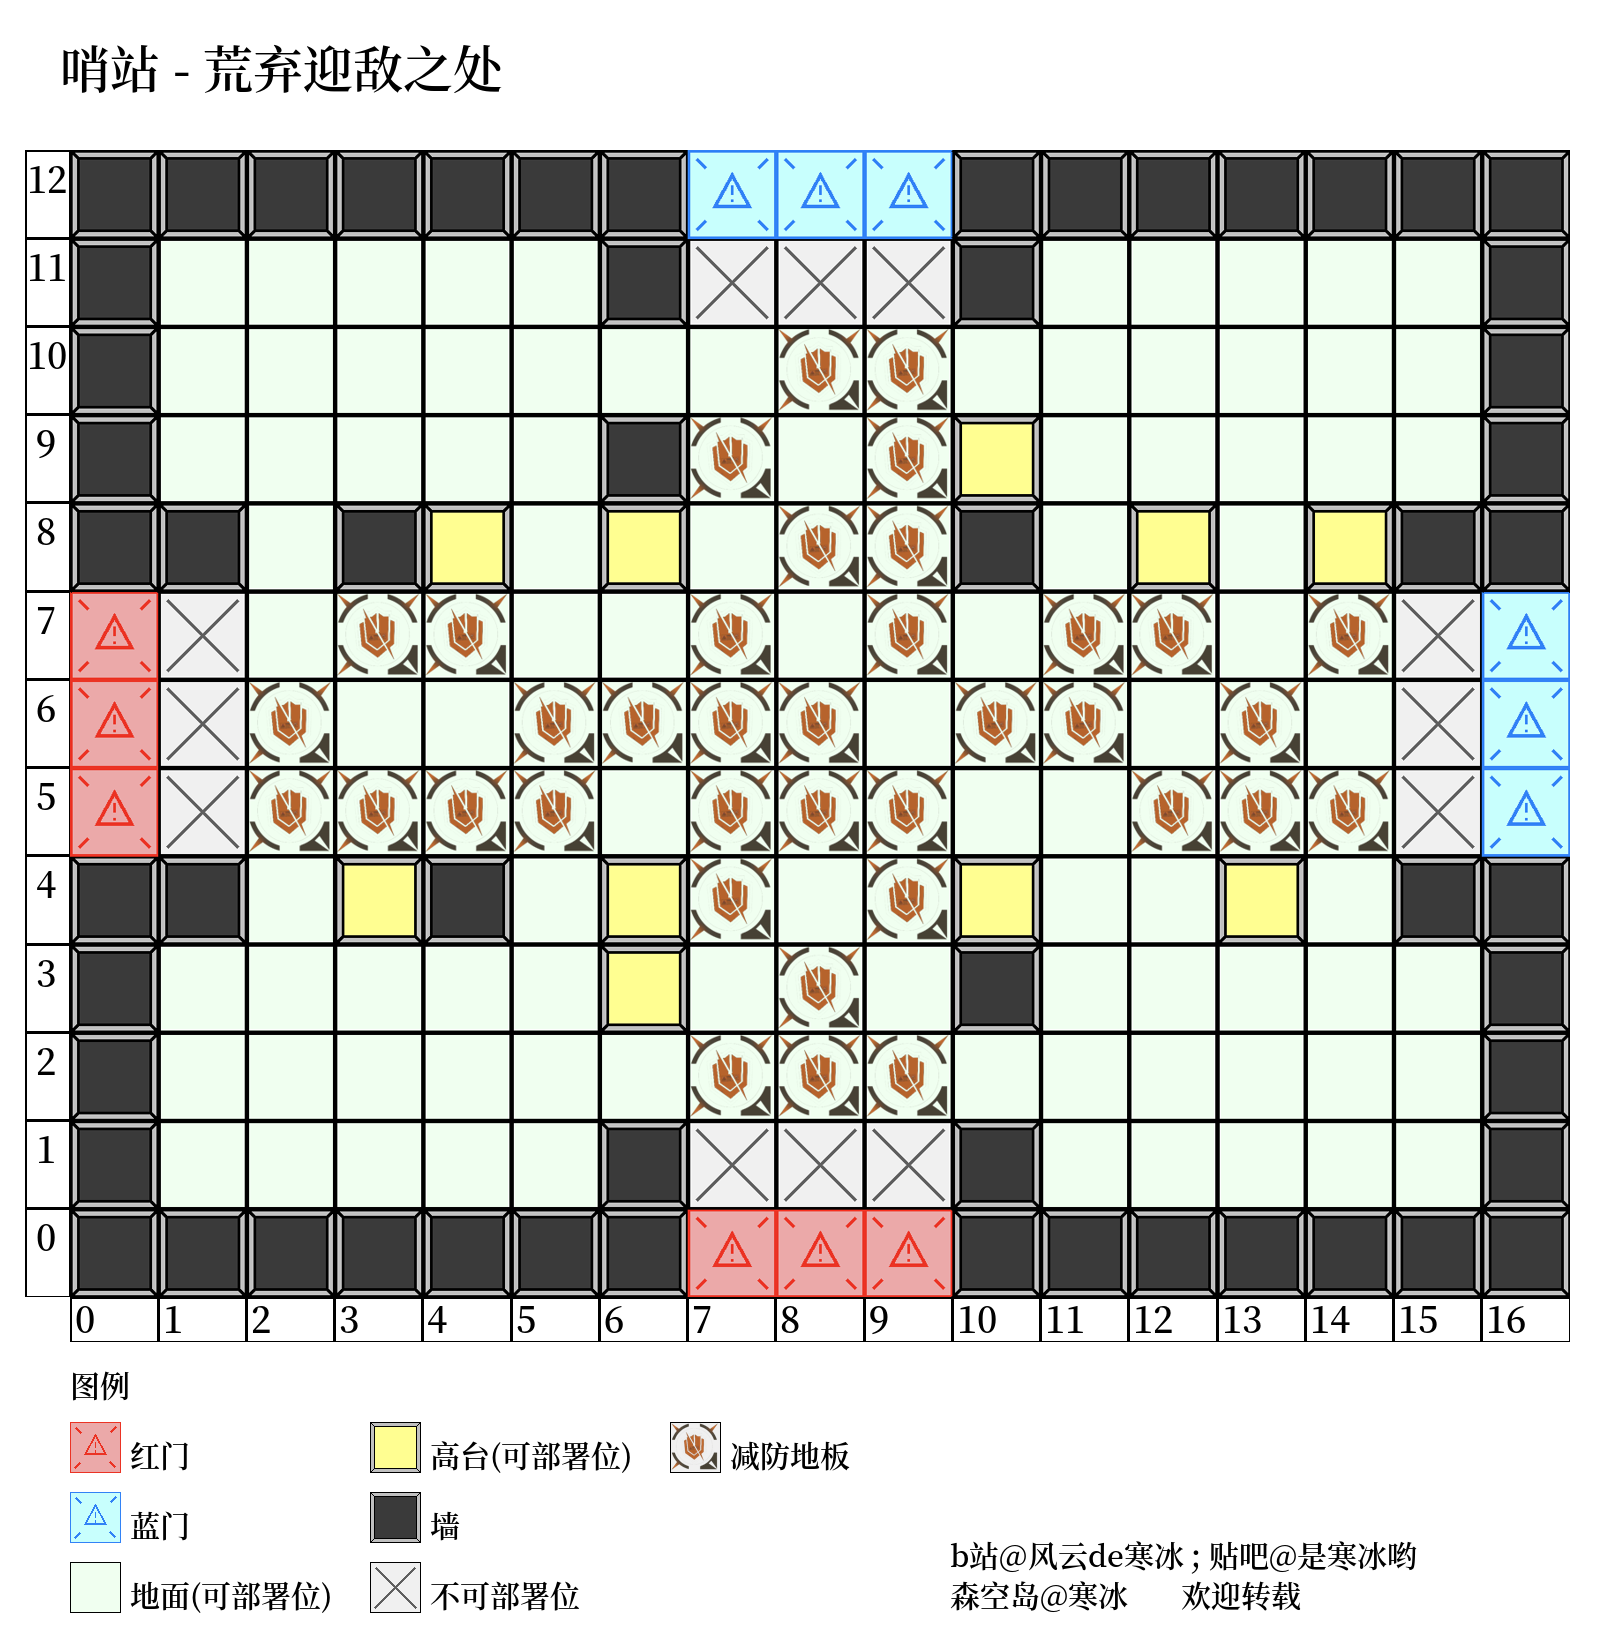 哨站 - 荒弃迎敌之处
12
11
10
9
8
7
6
5
4
3
2
1
0
0 1 2 3 4 5 6 7 8 9 10 11 12 13 14 15 16
图例
红门 高台(可部署位) 减防地板
蓝门 墙
地面(可部署位) 不可部署位
b站@风云de寒冰 ; 贴吧@是寒冰哟
森空岛@寒冰 欢迎转载